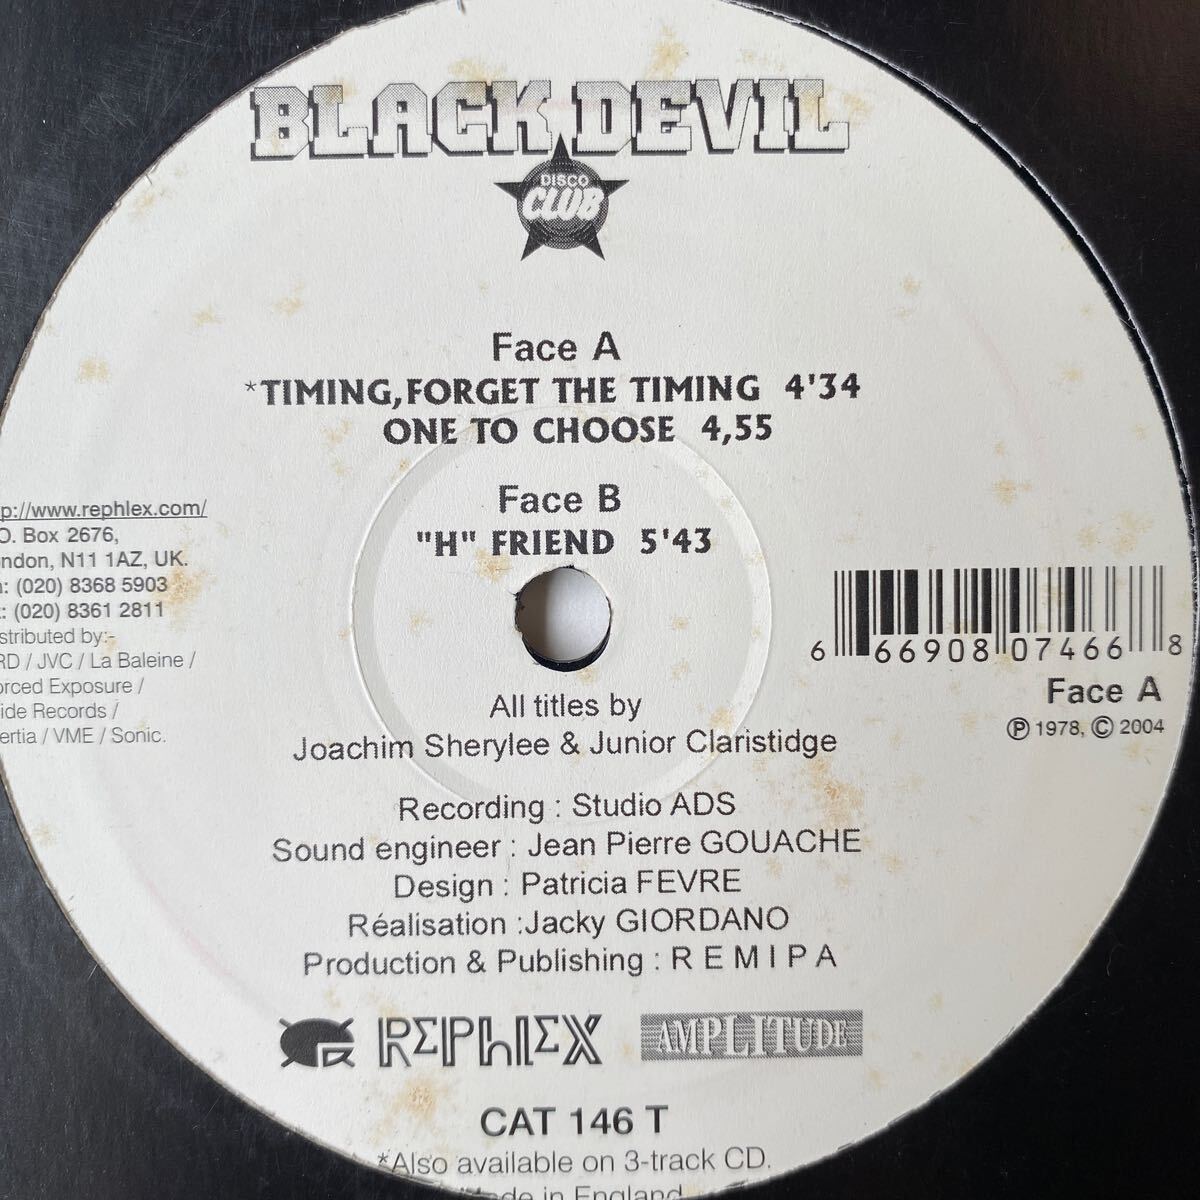 BLACK DEVIL
DISCO
CLUB
Face A
*TIMING,FORGET THE TIMING 4'34
ONE TO CHOOSE 4,55
Face B
"H" FRIEND 5'43
p://www.rephlex.com/
O. Box 2676,
ndon, N11 1AZ, UK.
: (020) 8368 5903
: (020) 8361 2811
stributed by:-
RD / JVC / La Baleine /
orced Exposure /
ide Records /
ertia / VME / Sonic.
6 66908 07466 8
Face A
Ⓟ 1978, © 2004
All titles by
Joachim Sherylee & Junior Claristidge
Recording : Studio ADS
Sound engineer : Jean Pierre GOUACHE
Design : Patricia FEVRE
Réalisation :Jacky GIORDANO
Production & Publishing : R E M I P A
REPHLEX
AMPLITUDE
CAT 146 T
*Also available on 3-track CD.
de in England